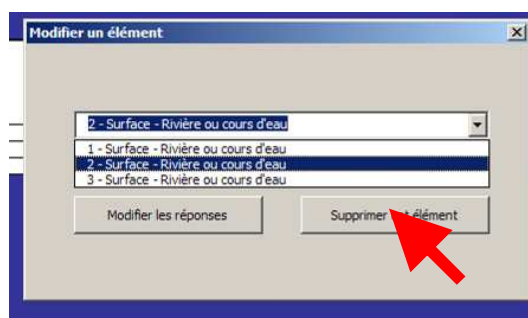 Modifier un élément
2 - Surface - Rivière ou cours d'eau
1 - Surface - Rivière ou cours d'eau
2 - Surface - Rivière ou cours d'eau
3 - Surface - Rivière ou cours d'eau
Modifier les réponses
Supprimer élément